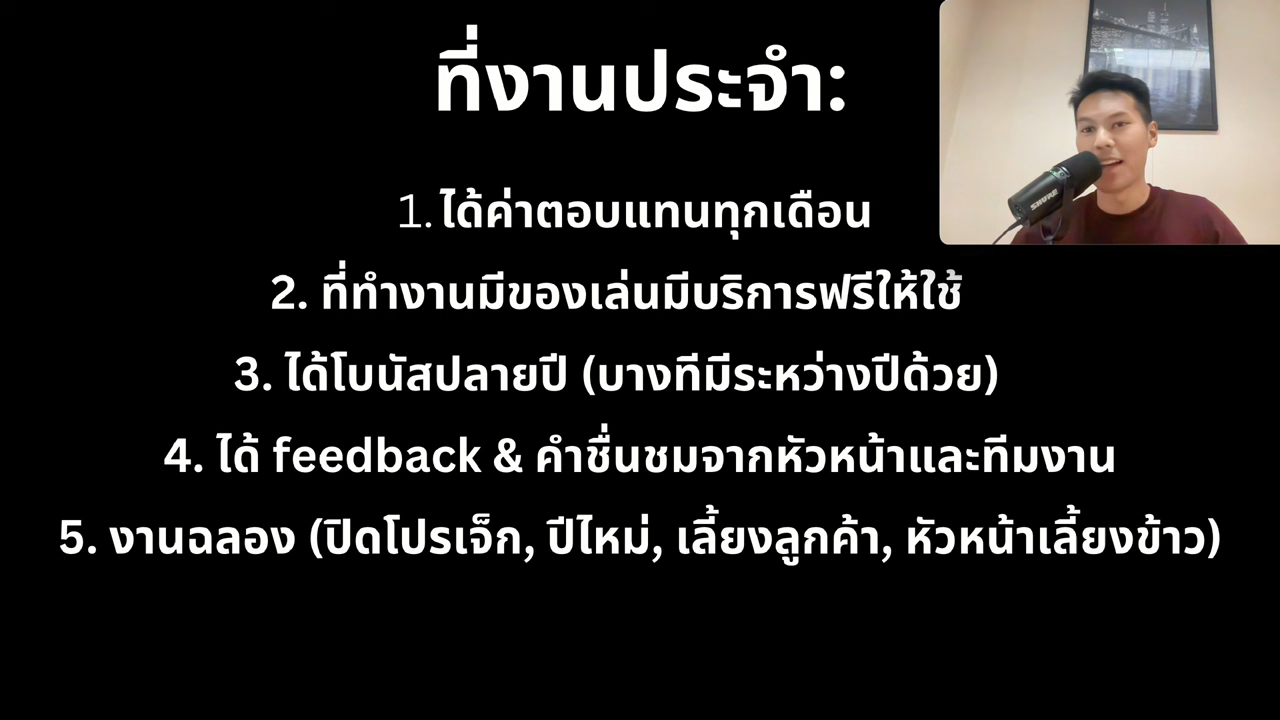 ที่งานประจำ:
1. ได้ค่าตอบแทนทุกเดือน
2. ที่ทำงานมีของเล่นมีบริการฟรีให้ใช้
3. ได้โบนัสปลายปี (บางทีมีระหว่างปีด้วย)
4. ได้ feedback & คำชื่นชมจากหัวหน้าและทีมงาน
5. งานฉลอง (ปิดโปรเจ็ก, ปีใหม่, เลี้ยงลูกค้า, หัวหน้าเลี้ยงข้าว)
SHURE